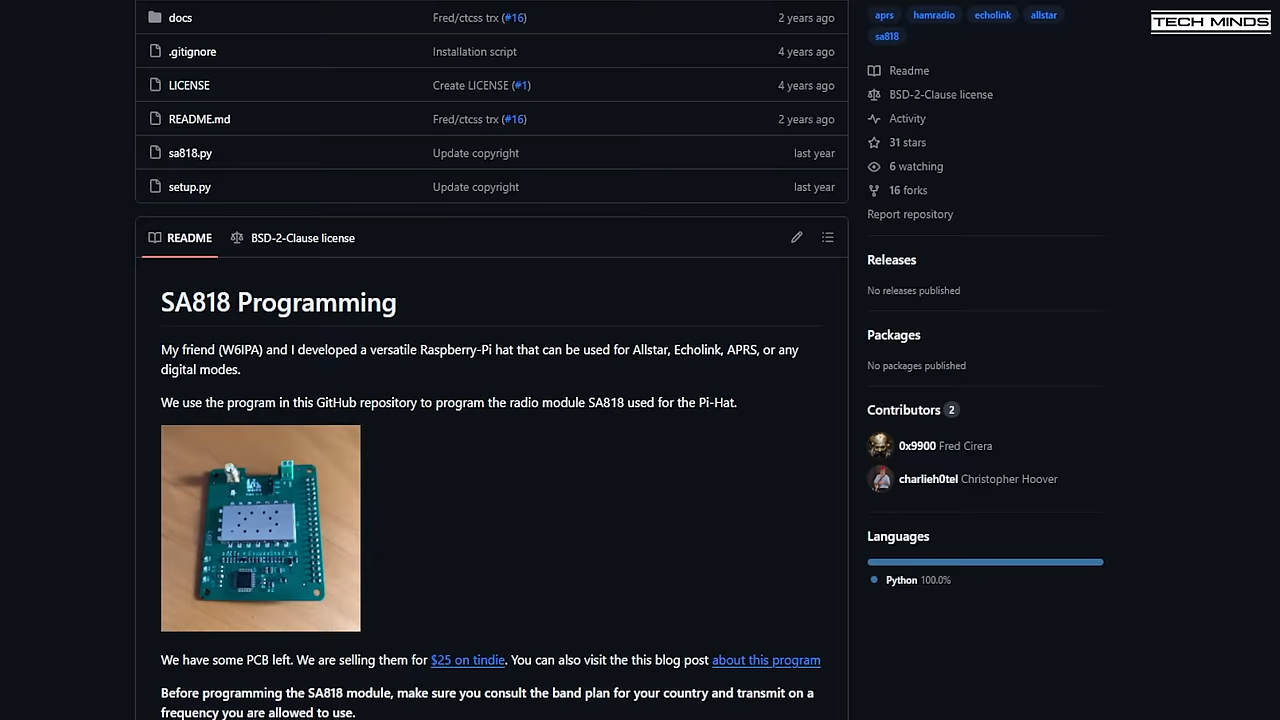 docs Fred/ctcss trx (#16) 2 years ago
.gitignore Installation script 4 years ago
LICENSE Create LICENSE (#1) 4 years ago
README.md Fred/ctcss trx (#16) 2 years ago
sa818.py Update copyright last year
setup.py Update copyright last year
README BSD-2-Clause license
SA818 Programming
My friend (W6IPA) and I developed a versatile Raspberry-Pi hat that can be used for Allstar, Echolink, APRS, or any
digital modes.
We use the program in this GitHub repository to program the radio module SA818 used for the Pi-Hat.
We have some PCB left. We are selling them for $25 on tindie. You can also visit the this blog post about this program
Before programming the SA818 module, make sure you consult the band plan for your country and transmit on a
frequency you are allowed to use.
aprs hamradio echolink allstar
sa818
Readme
BSD-2-Clause license
Activity
31 stars
6 watching
16 forks
Report repository
Releases
No releases published
Packages
No packages published
Contributors 2
0x9900 Fred Cirera
charlieh0tel Christopher Hoover
Languages
Python 100.0%
TECH MINDS